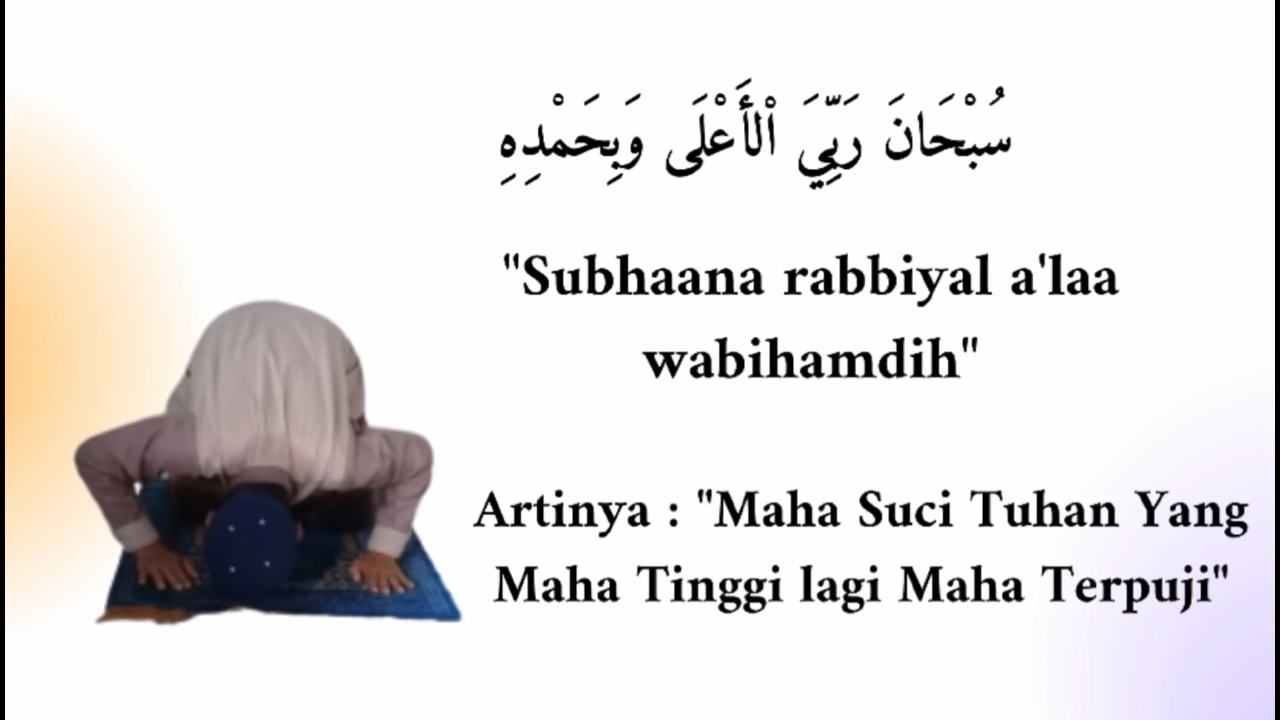 سُبْحَانَ رَبِّيَ الْأَعْلَى وَبِحَمْدِهِ
"Subhaana rabbiyal a'laa
wabihamdih"
Artinya : "Maha Suci Tuhan Yang
Maha Tinggi lagi Maha Terpuji"